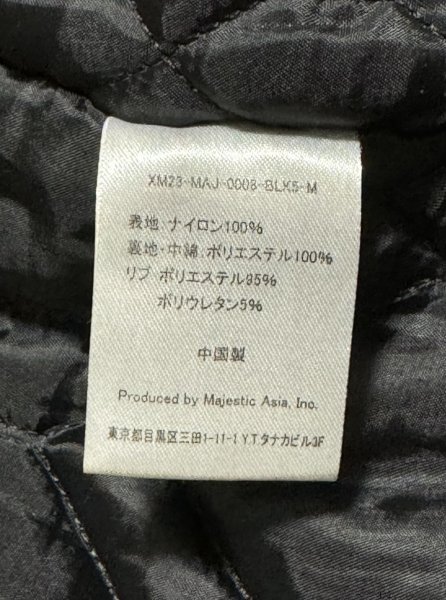 XM23-MAJ-0008-BLK5-M
表地:ナイロン100%
裏地・中綿:ポリエステル100%
リブ ポリエステル95%
ポリウレタン5%
中国製
Produced by Majestic Asia, Inc.
東京都目黒区三田1-11-1 Y.T.タナカビル3F